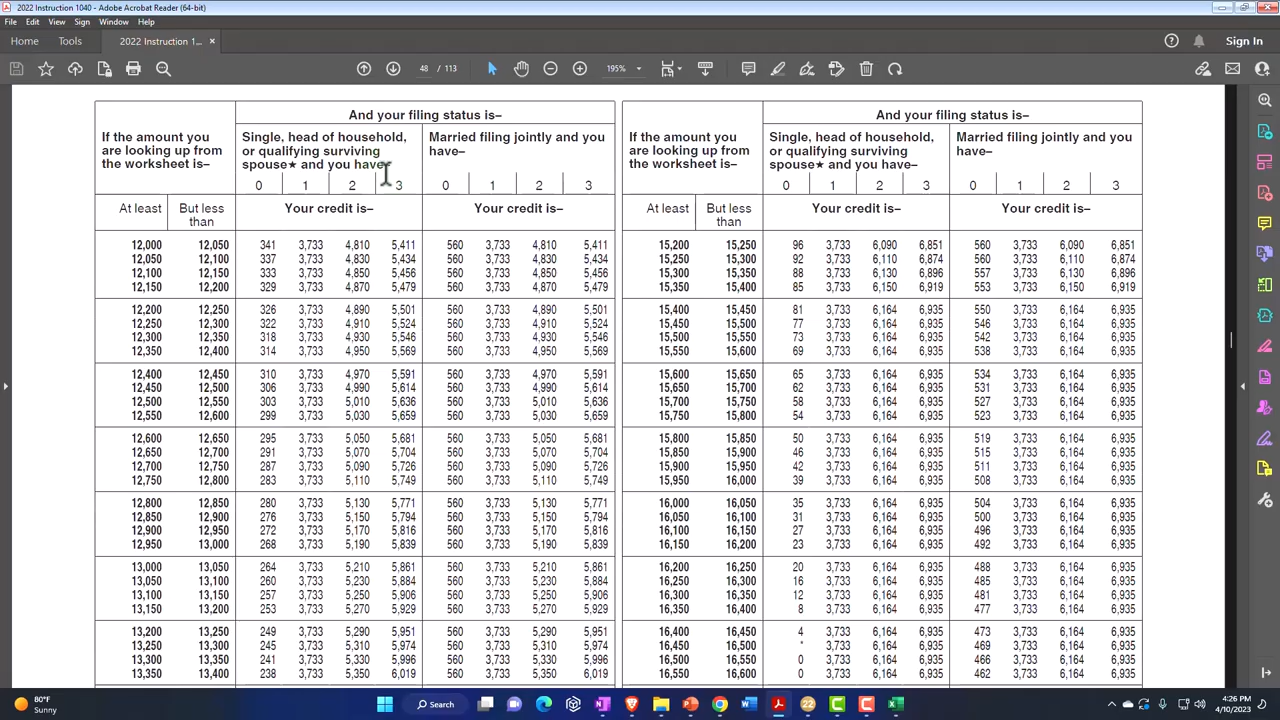 2022 Instruction 1040 - Adobe Acrobat Reader (64-bit)
File Edit View Sign Window Help
Home Tools 2022 Instruction 1... × Sign In
48 / 113 195%
And your filing status is– And your filing status is–
If the amount you are looking up from the worksheet is– Single, head of household, or qualifying surviving spouse★ and you have– Married filing jointly and you have– If the amount you are looking up from the worksheet is– Single, head of household, or qualifying surviving spouse★ and you have– Married filing jointly and you have–
0 1 2 3 0 1 2 3 0 1 2 3 0 1 2 3
At least But less than Your credit is– Your credit is– At least But less than Your credit is– Your credit is–
12,000 12,050 341 3,733 4,810 5,411 560 3,733 4,810 5,411 15,200 15,250 96 3,733 6,090 6,851 560 3,733 6,090 6,851
12,050 12,100 337 3,733 4,830 5,434 560 3,733 4,830 5,434 15,250 15,300 92 3,733 6,110 6,874 560 3,733 6,110 6,874
12,100 12,150 333 3,733 4,850 5,456 560 3,733 4,850 5,456 15,300 15,350 88 3,733 6,130 6,896 557 3,733 6,130 6,896
12,150 12,200 329 3,733 4,870 5,479 560 3,733 4,870 5,479 15,350 15,400 85 3,733 6,150 6,919 553 3,733 6,150 6,919
12,200 12,250 326 3,733 4,890 5,501 560 3,733 4,890 5,501 15,400 15,450 81 3,733 6,164 6,935 550 3,733 6,164 6,935
12,250 12,300 322 3,733 4,910 5,524 560 3,733 4,910 5,524 15,450 15,500 77 3,733 6,164 6,935 546 3,733 6,164 6,935
12,300 12,350 318 3,733 4,930 5,546 560 3,733 4,930 5,546 15,500 15,550 73 3,733 6,164 6,935 542 3,733 6,164 6,935
12,350 12,400 314 3,733 4,950 5,569 560 3,733 4,950 5,569 15,550 15,600 69 3,733 6,164 6,935 538 3,733 6,164 6,935
12,400 12,450 310 3,733 4,970 5,591 560 3,733 4,970 5,591 15,600 15,650 65 3,733 6,164 6,935 534 3,733 6,164 6,935
12,450 12,500 306 3,733 4,990 5,614 560 3,733 4,990 5,614 15,650 15,700 62 3,733 6,164 6,935 531 3,733 6,164 6,935
12,500 12,550 303 3,733 5,010 5,636 560 3,733 5,010 5,636 15,700 15,750 58 3,733 6,164 6,935 527 3,733 6,164 6,935
12,550 12,600 299 3,733 5,030 5,659 560 3,733 5,030 5,659 15,750 15,800 54 3,733 6,164 6,935 523 3,733 6,164 6,935
12,600 12,650 295 3,733 5,050 5,681 560 3,733 5,050 5,681 15,800 15,850 50 3,733 6,164 6,935 519 3,733 6,164 6,935
12,650 12,700 291 3,733 5,070 5,704 560 3,733 5,070 5,704 15,850 15,900 46 3,733 6,164 6,935 515 3,733 6,164 6,935
12,700 12,750 287 3,733 5,090 5,726 560 3,733 5,090 5,726 15,900 15,950 42 3,733 6,164 6,935 511 3,733 6,164 6,935
12,750 12,800 283 3,733 5,110 5,749 560 3,733 5,110 5,749 15,950 16,000 39 3,733 6,164 6,935 508 3,733 6,164 6,935
12,800 12,850 280 3,733 5,130 5,771 560 3,733 5,130 5,771 16,000 16,050 35 3,733 6,164 6,935 504 3,733 6,164 6,935
12,850 12,900 276 3,733 5,150 5,794 560 3,733 5,150 5,794 16,050 16,100 31 3,733 6,164 6,935 500 3,733 6,164 6,935
12,900 12,950 272 3,733 5,170 5,816 560 3,733 5,170 5,816 16,100 16,150 27 3,733 6,164 6,935 496 3,733 6,164 6,935
12,950 13,000 268 3,733 5,190 5,839 560 3,733 5,190 5,839 16,150 16,200 23 3,733 6,164 6,935 492 3,733 6,164 6,935
13,000 13,050 264 3,733 5,210 5,861 560 3,733 5,210 5,861 16,200 16,250 20 3,733 6,164 6,935 488 3,733 6,164 6,935
13,050 13,100 260 3,733 5,230 5,884 560 3,733 5,230 5,884 16,250 16,300 16 3,733 6,164 6,935 485 3,733 6,164 6,935
13,100 13,150 257 3,733 5,250 5,906 560 3,733 5,250 5,906 16,300 16,350 12 3,733 6,164 6,935 481 3,733 6,164 6,935
13,150 13,200 253 3,733 5,270 5,929 560 3,733 5,270 5,929 16,350 16,400 8 3,733 6,164 6,935 477 3,733 6,164 6,935
13,200 13,250 249 3,733 5,290 5,951 560 3,733 5,290 5,951 16,400 16,450 4 3,733 6,164 6,935 473 3,733 6,164 6,935
13,250 13,300 245 3,733 5,310 5,974 560 3,733 5,310 5,974 16,450 16,500 * 3,733 6,164 6,935 469 3,733 6,164 6,935
13,300 13,350 241 3,733 5,330 5,996 560 3,733 5,330 5,996 16,500 16,550 0 3,733 6,164 6,935 466 3,733 6,164 6,935
13,350 13,400 238 3,733 5,350 6,019 560 3,733 5,350 6,019 16,550 16,600 0 3,733 6,164 6,935 462 3,733 6,164 6,935
80°F
Sunny
Search
4:26 PM
4/10/2023